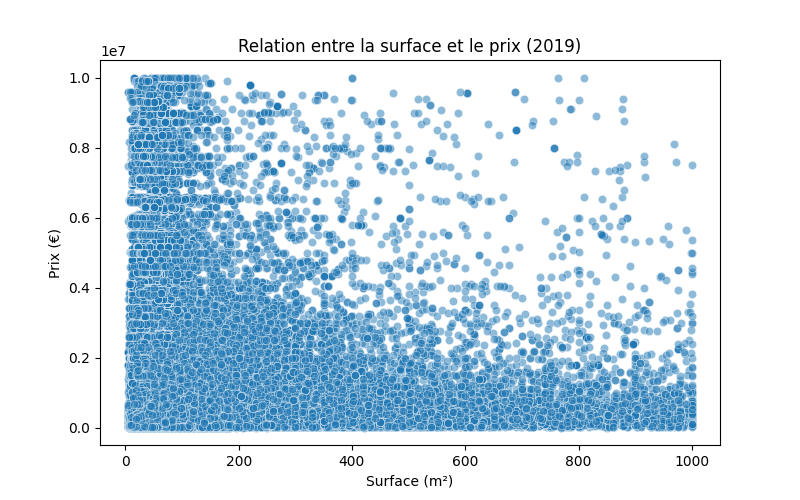 Relation entre la surface et le prix (2019)
1e7
1.0
0.8
0.6
0.4
0.2
0.0
Prix (€)
0 200 400 600 800 1000
Surface (m²)